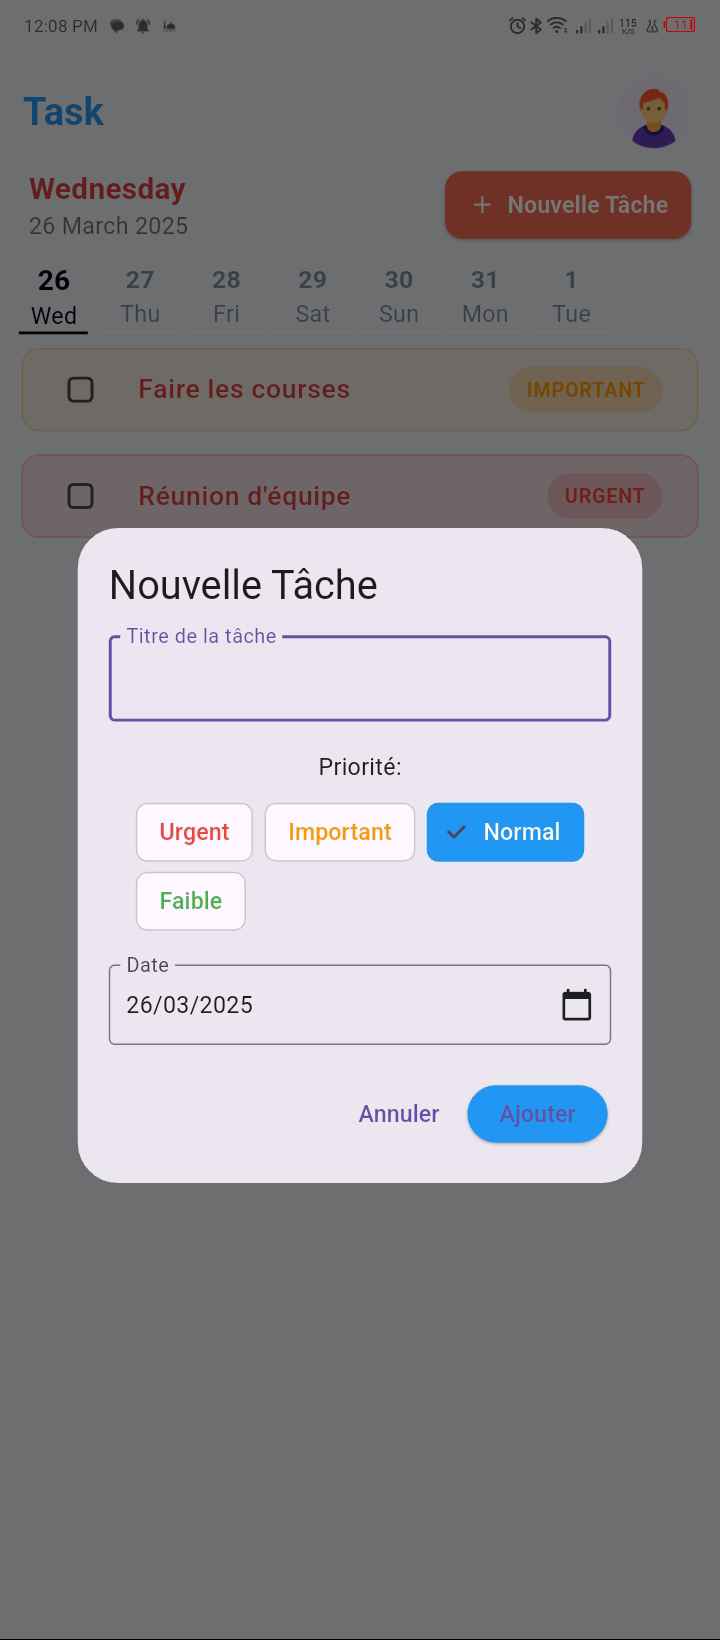 12:08 PM 115 K/S 11
Task
Wednesday
26 March 2025
+ Nouvelle Tâche
26 27 28 29 30 31 1
Wed Thu Fri Sat Sun Mon Tue
Faire les courses IMPORTANT
Réunion d'équipe URGENT
Nouvelle Tâche
Titre de la tâche
Priorité:
Urgent Important Normal
Faible
Date
26/03/2025
Annuler Ajouter